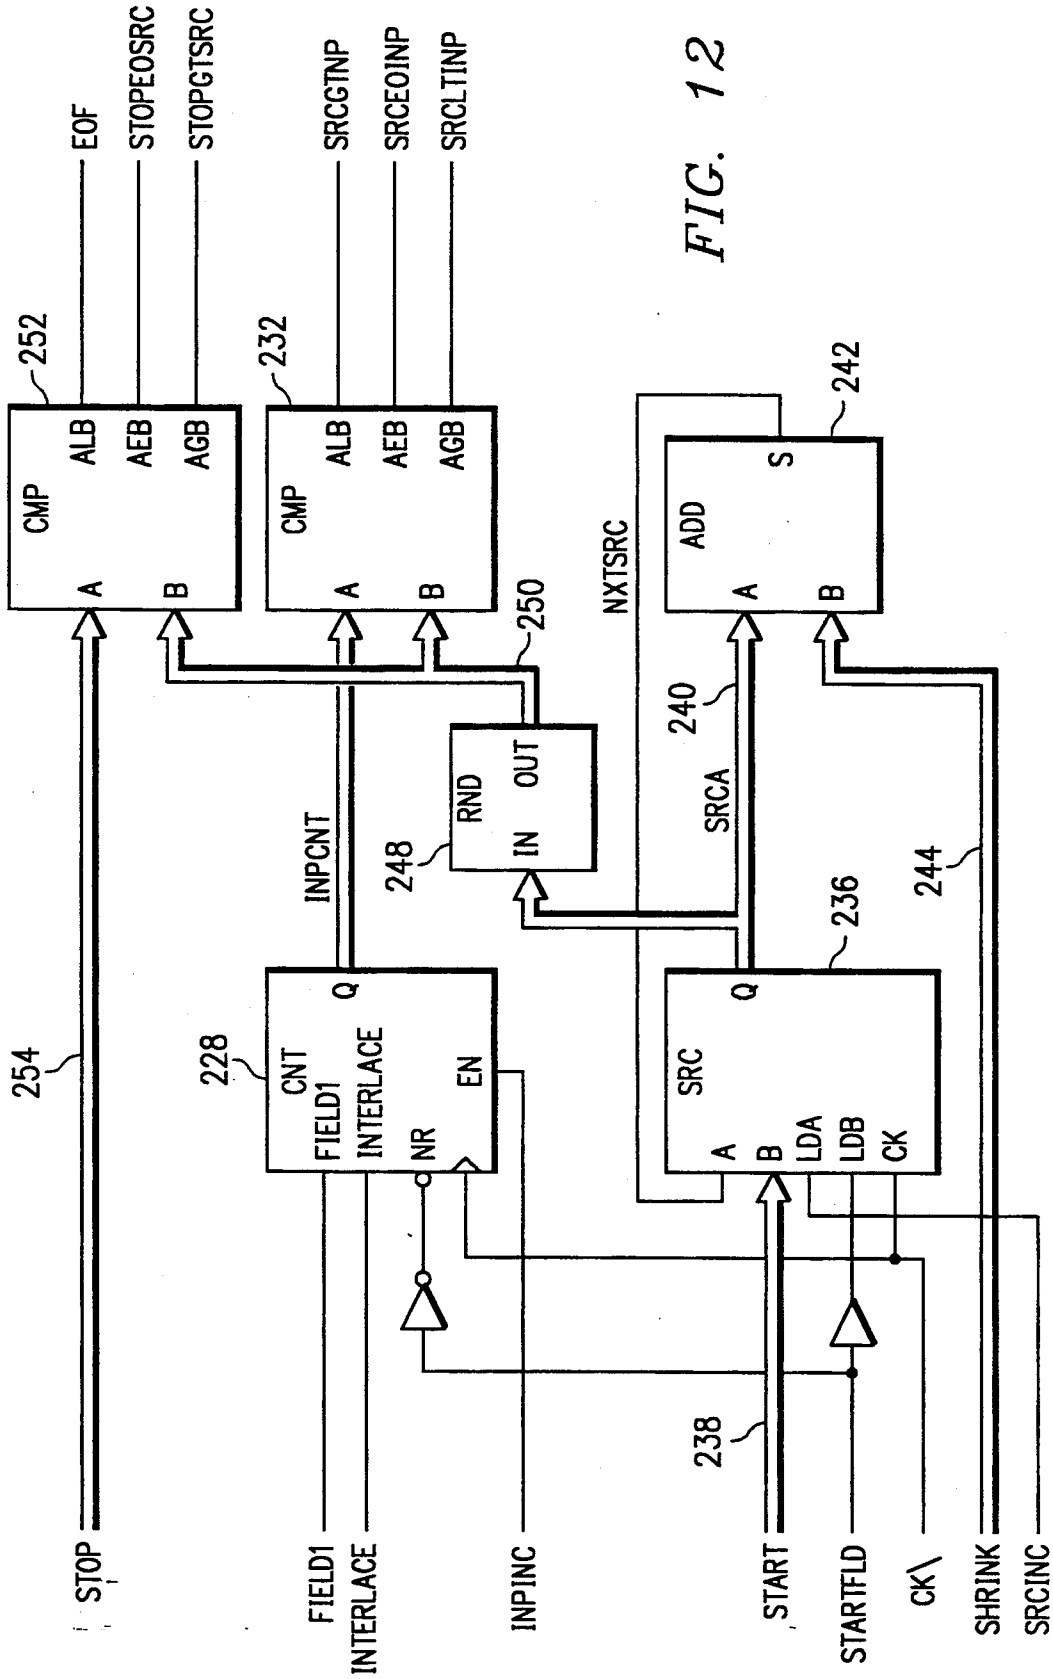 STOP
254
252
CMP
A
B
ALB
AEB
AGB
EOF
STOPEOSRC
STOPGTSRC
FIELD1
INTERLACE
INPINC
228
CNT
FIELD1
INTERLACE
NR
EN
Q
INPCNT
232
CMP
A
B
ALB
AEB
AGB
SRCGTNP
SRCEOINP
SRCLTINP
248
RND
IN OUT
250
NXTSRC
START
238
STARTFLD
CK\
SHRINK
SRCINC
SRC
A
B
LDA
LDB
CK
Q
236
SRCA
240
244
ADD
A
B
S
242
FIG. 12